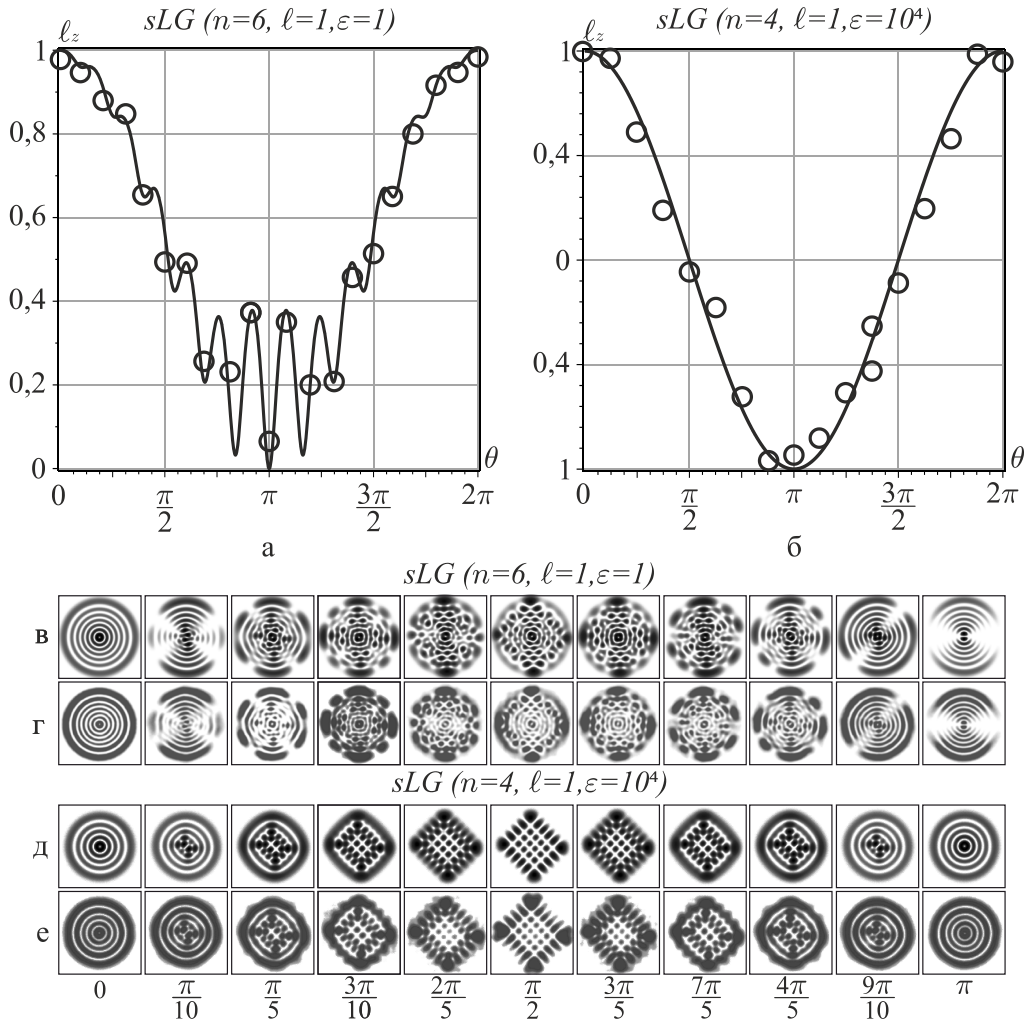 sLG (n=6, ℓ=1,ε=1)
sLG (n=4, ℓ=1,ε=10⁴)
ℓz
ℓz
1
0,8
0,6
0,4
0,2
0
1
0,4
0
0,4
1
θ
θ
0 π/2 π 3π/2 2π
0 π/2 π 3π/2 2π
а
б
sLG (n=6, ℓ=1,ε=1)
в
г
sLG (n=4, ℓ=1,ε=10⁴)
д
е
0 π/10 π/5 3π/10 2π/5 π/2 3π/5 7π/5 4π/5 9π/10 π